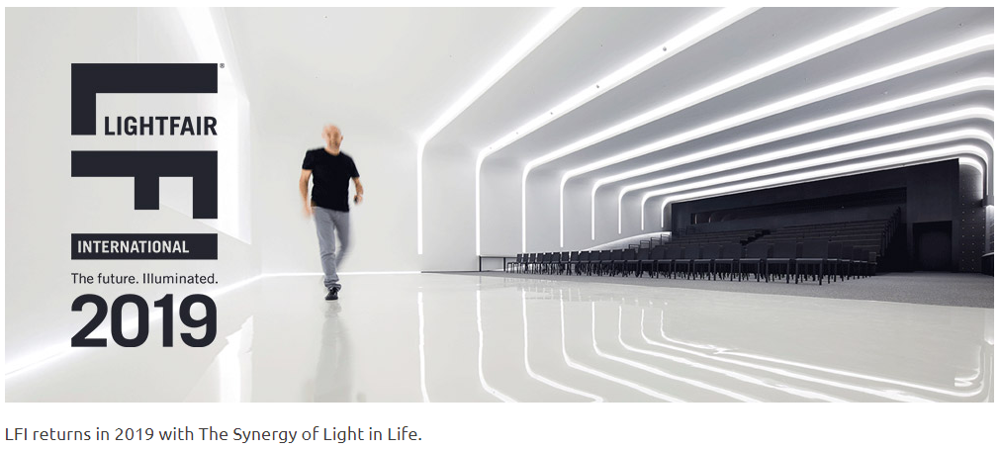 LIGHTFAIR®
INTERNATIONAL
The future. Illuminated.
2019
LFI returns in 2019 with The Synergy of Light in Life.